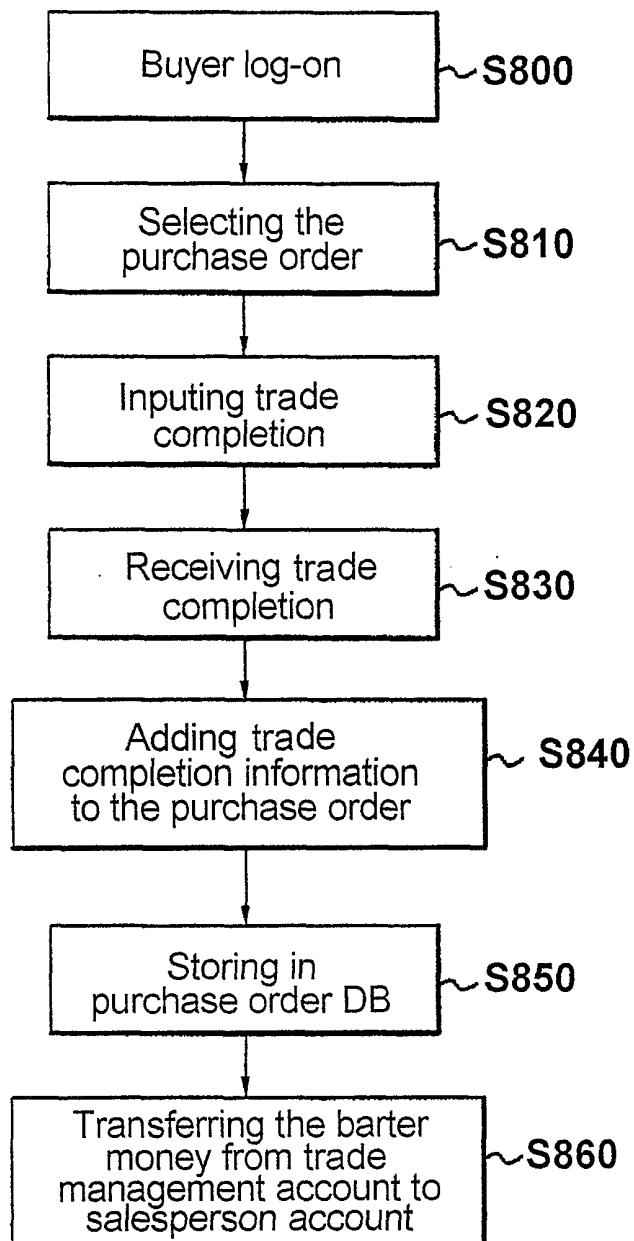 Buyer log-on
S800
Selecting the
purchase order
S810
Inputing trade
completion
S820
Receiving trade
completion
S830
Adding trade
completion information
to the purchase order
S840
Storing in
purchase order DB
S850
Transferring the barter
money from trade
management account to
salesperson account
S860